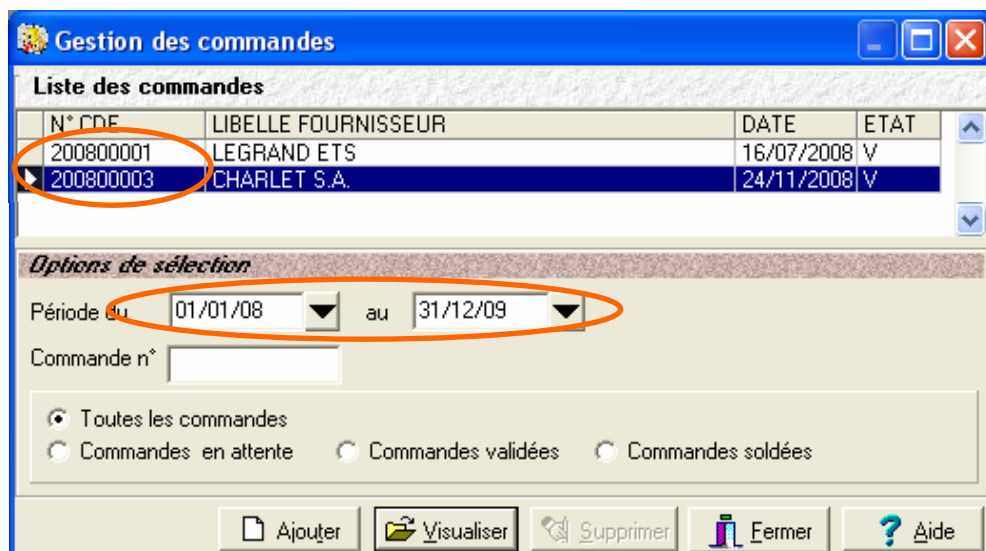 Gestion des commandes
Liste des commandes
N° CDE LIBELLE FOURNISSEUR DATE ETAT
200800001 LEGRAND ETS 16/07/2008 V
200800003 CHARLET S.A. 24/11/2008 V
Options de sélection
Période du 01/01/08 au 31/12/09
Commande n°
Toutes les commandes
Commandes en attente Commandes validées Commandes soldées
Ajouter Visualiser Supprimer Fermer Aide